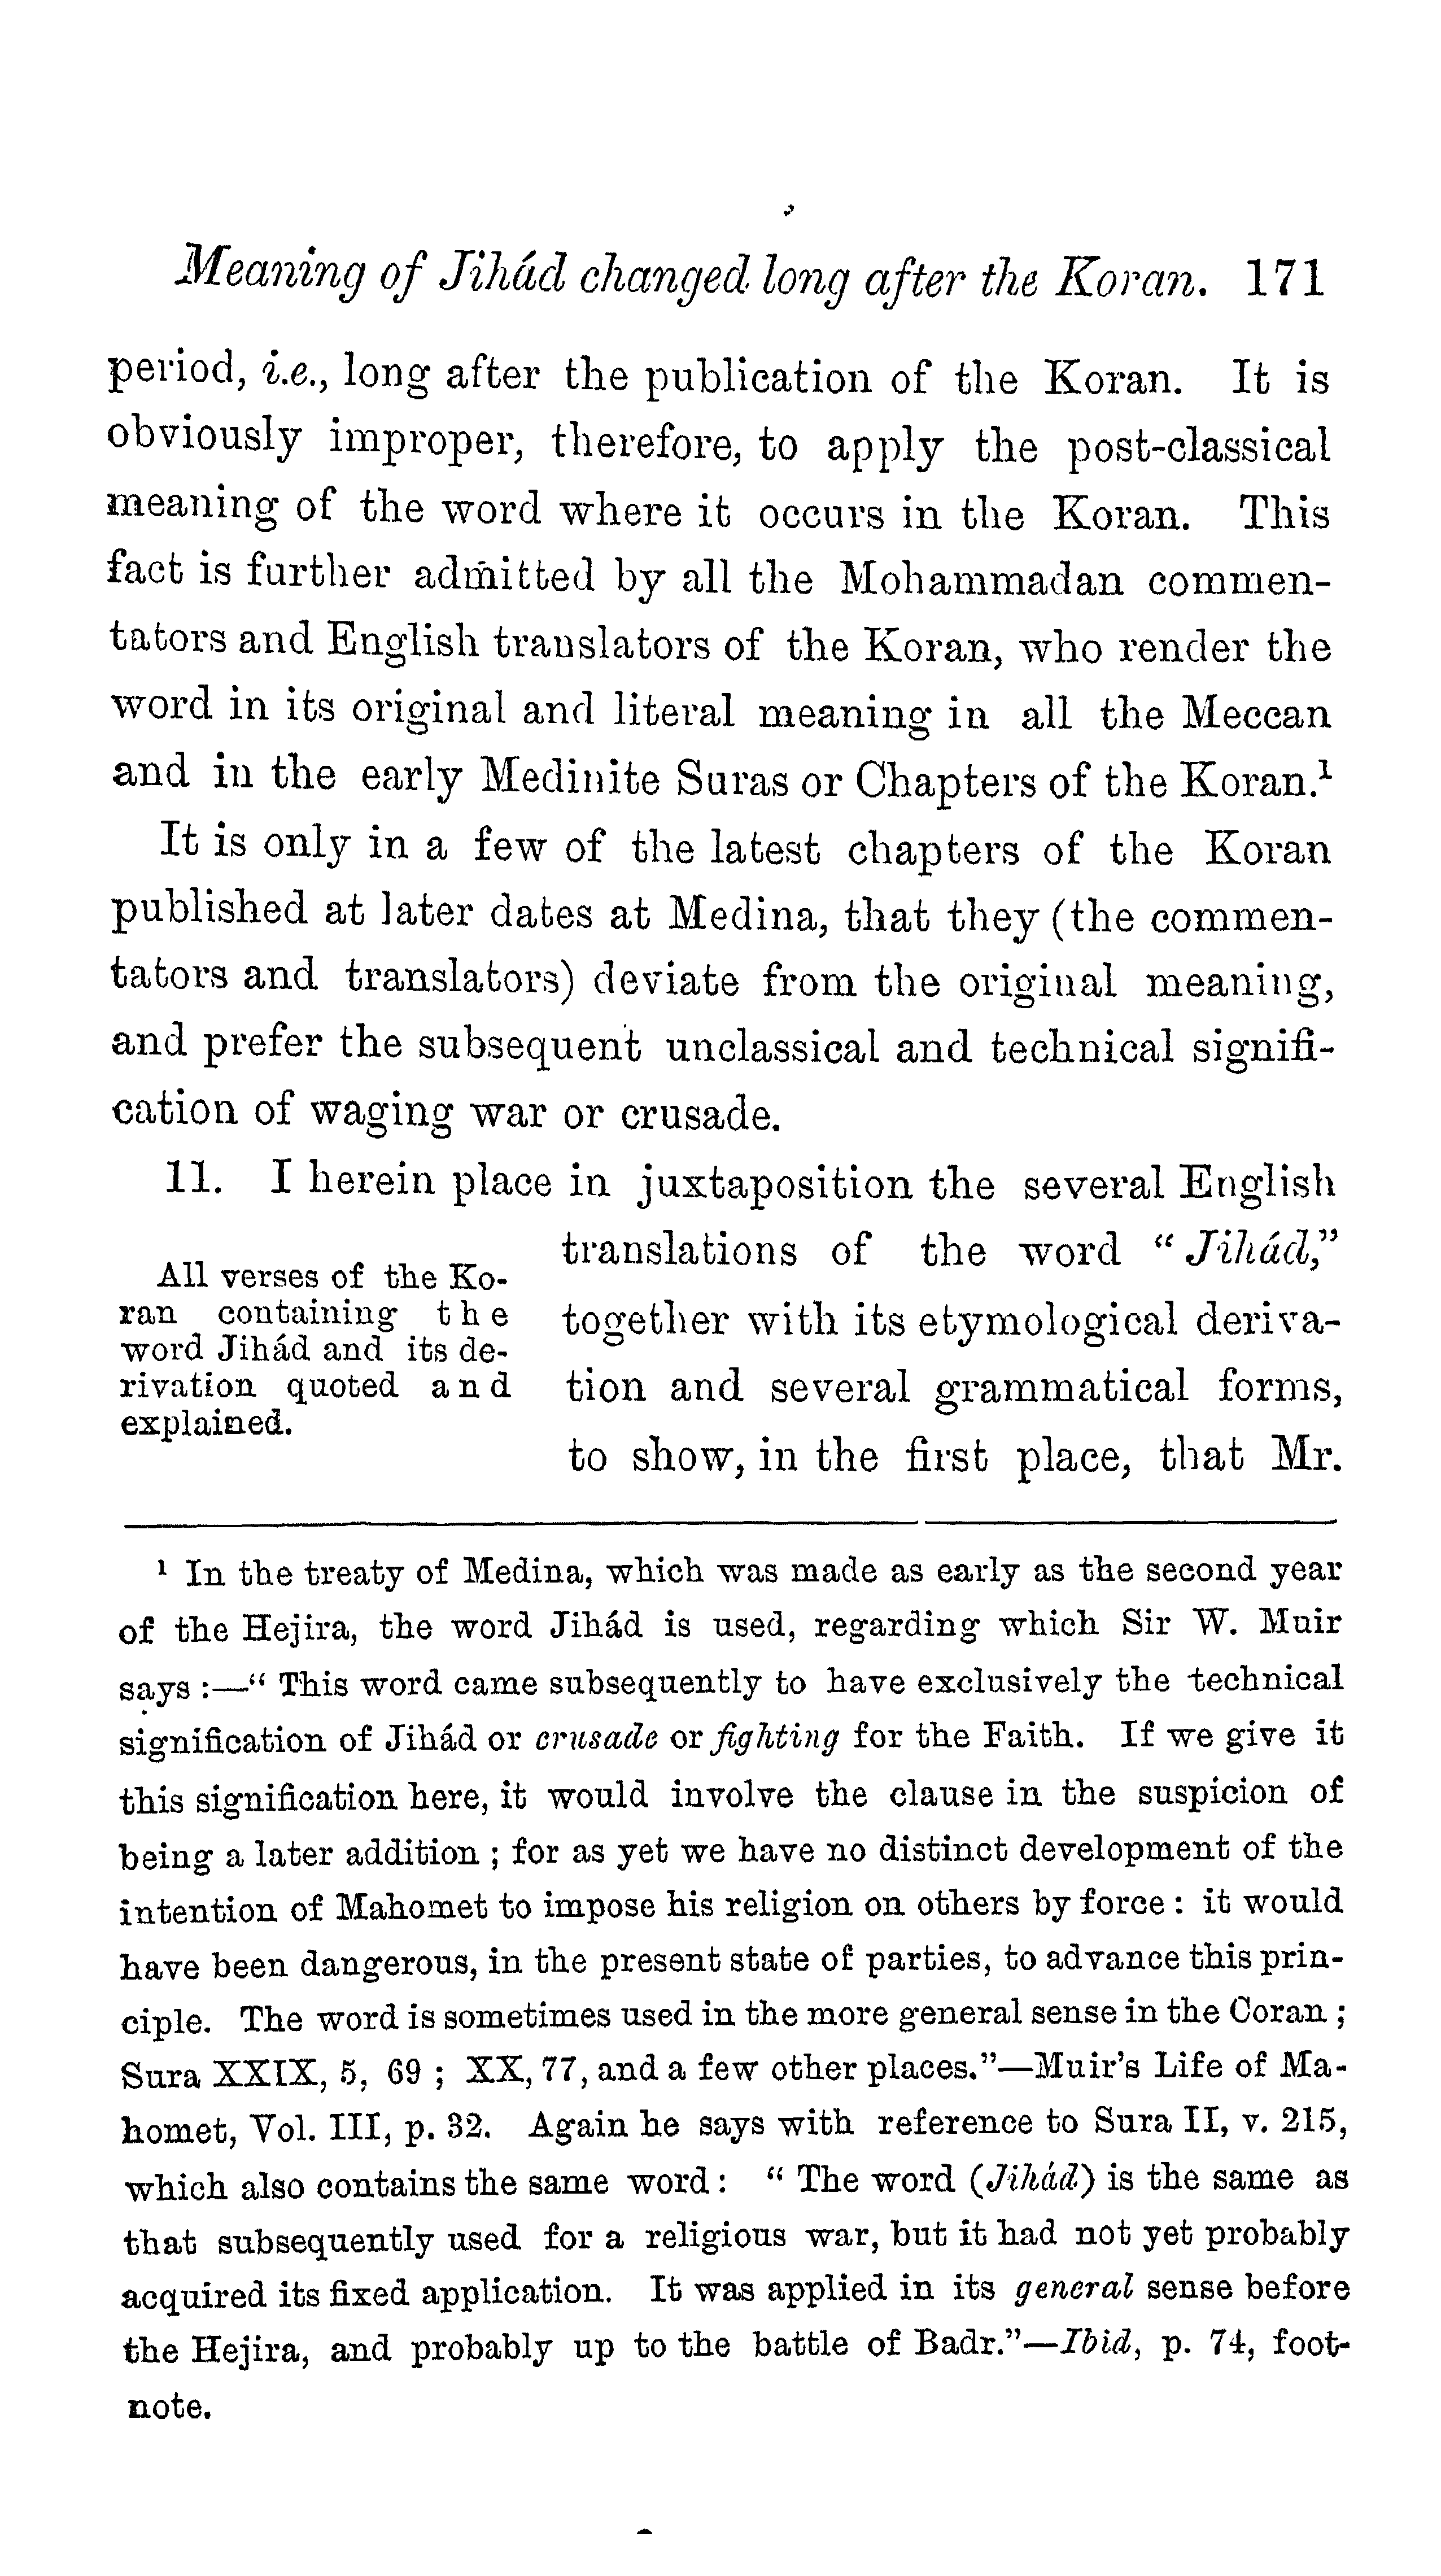 Meaning of Jihád changed long after the Koran. 171
period, i.e., long after the publication of the Koran. It is
obviously improper, therefore, to apply the post-classical
meaning of the word where it occurs in the Koran. This
fact is further admitted by all the Mohammadan commen-
tators and English translators of the Koran, who render the
word in its original and literal meaning in all the Meccan
and in the early Medinite Suras or Chapters of the Koran.¹
It is only in a few of the latest chapters of the Koran
published at later dates at Medina, that they (the commen-
tators and translators) deviate from the original meaning,
and prefer the subsequent unclassical and technical signifi-
cation of waging war or crusade.
11. I herein place in juxtaposition the several English
All verses of the Ko-
ran containing the
word Jihád and its de-
rivation quoted and
explained.
translations of the word "Jihád,"
together with its etymological deriva-
tion and several grammatical forms,
to show, in the first place, that Mr.
¹ In the treaty of Medina, which was made as early as the second year
of the Hejira, the word Jihád is used, regarding which Sir W. Muir
says :—" This word came subsequently to have exclusively the technical
signification of Jihád or crusade or fighting for the Faith. If we give it
this signification here, it would involve the clause in the suspicion of
being a later addition ; for as yet we have no distinct development of the
intention of Mahomet to impose his religion on others by force : it would
have been dangerous, in the present state of parties, to advance this prin-
ciple. The word is sometimes used in the more general sense in the Coran ;
Sura XXIX, 5, 69 ; XX, 77, and a few other places."—Muir's Life of Ma-
homet, Vol. III, p. 32. Again he says with reference to Sura II, v. 215,
which also contains the same word : " The word (Jihád) is the same as
that subsequently used for a religious war, but it had not yet probably
acquired its fixed application. It was applied in its general sense before
the Hejira, and probably up to the battle of Badr."—Ibid, p. 74, foot-
note.